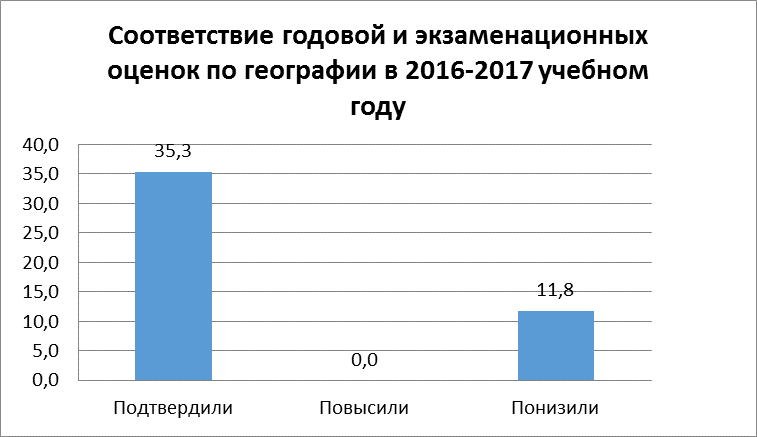 Соответствие годовой и экзаменационных
оценок по географии в 2016-2017 учебном
году
40,0
35,0
30,0
25,0
20,0
15,0
10,0
5,0
0,0
35,3
0,0
11,8
Подтвердили
Повысили
Понизили